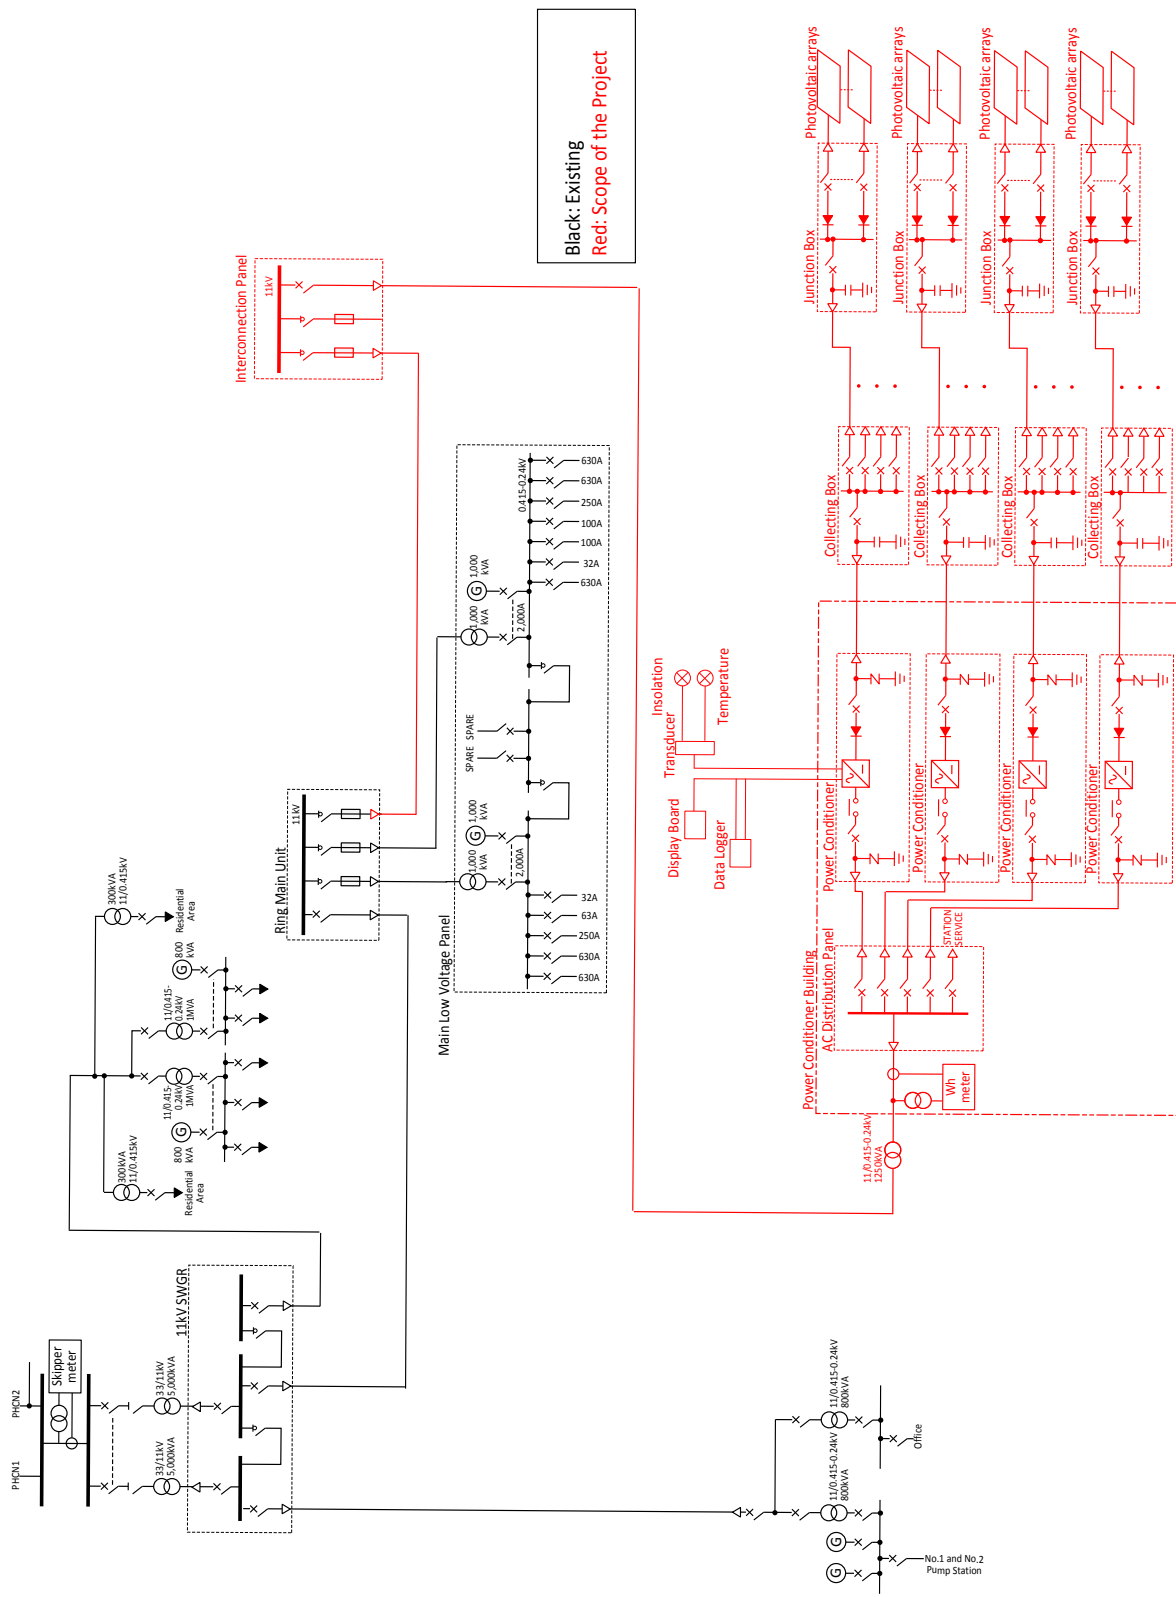 PHCN1
PHCN2
Skipper
meter
33/11kV
5,000kVA
33/11kV
5,000kVA
11kV SWGR
300kVA
11/0.415kV
Residential
Area
800
kVA
G
11/0.415-
0.24kV
1MVA
11/0.415-
0.24kV
1MVA
G
800
kVA
300kVA
11/0.415kV
Residential
Area
Ring Main Unit
11kV
Interconnection Panel
11kV
Black: Existing
Red: Scope of the Project
Main Low Voltage Panel
1,000
kVA
G
1,000
kVA
2,000A
32A
63A
250A
630A
630A
SPARE
SPARE
1,000
kVA
G
1,000
kVA
2,000A
0.415-0.24kV
630A
630A
250A
100A
100A
32A
630A
11/0.415-0.24kV
800kVA
11/0.415-0.24kV
800kVA
Office
G
G
No.1 and No.2
Pump Station
11/0.415-0.24kV
1250kVA
Wh
meter
Power Conditioner Building
AC Distribution Panel
STATION
SERVICE
Display Board
Data Logger
Transducer
Insolation
Temperature
Power Conditioner
Power Conditioner
Power Conditioner
Power Conditioner
Collecting Box
Collecting Box
Collecting Box
Collecting Box
Junction Box
Junction Box
Junction Box
Junction Box
Photovoltaic arrays
Photovoltaic arrays
Photovoltaic arrays
Photovoltaic arrays